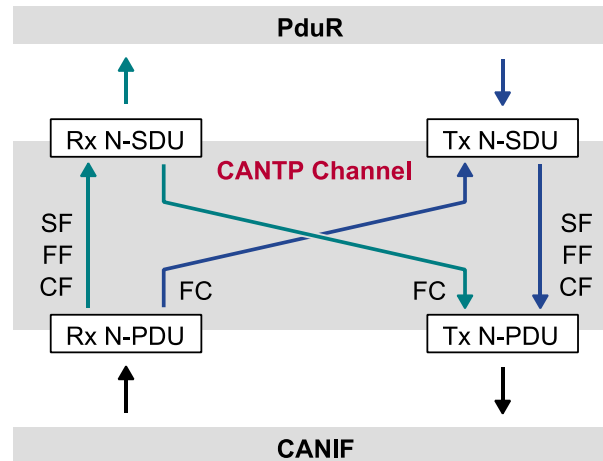 PduR
Rx N-SDU
Tx N-SDU
CANTP Channel
SF
FF
CF
FC
FC
SF
FF
CF
Rx N-PDU
Tx N-PDU
CANIF